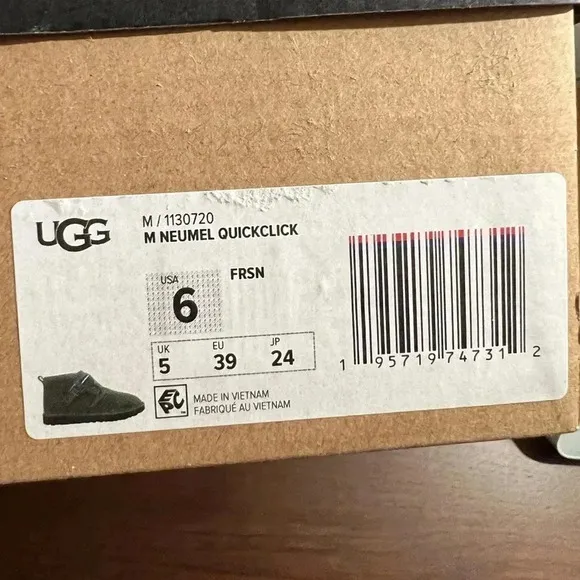 UGG
M / 1130720
M NEUMEL QUICKCLICK
USA
6
FRSN
UK EU JP
5 39 24
EPC
MADE IN VIETNAM
FABRIQUÉ AU VIETNAM
1 95719 74731 2